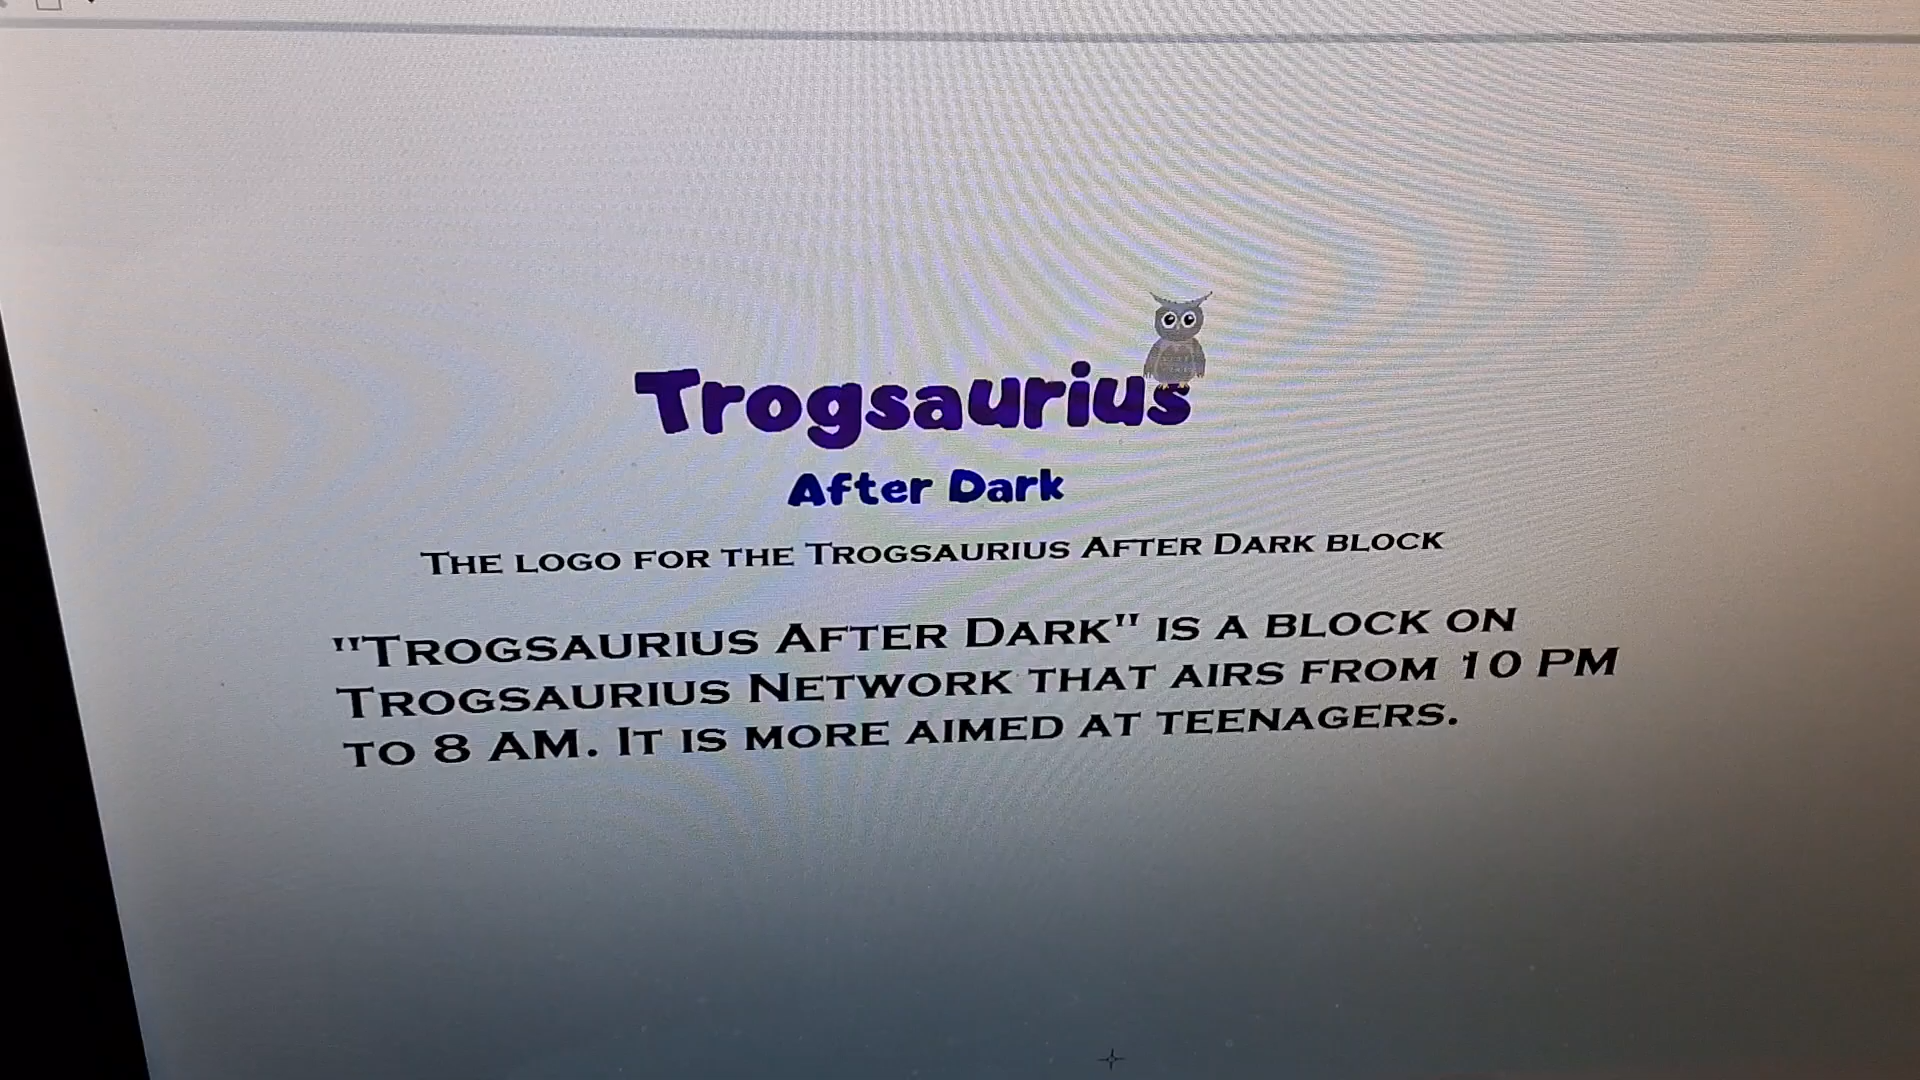 Trogsaurius
After Dark
The logo for the Trogsaurius After Dark block
"Trogsaurius After Dark" is a block on
Trogsaurius Network that airs from 10 PM
to 8 AM. It is more aimed at teenagers.